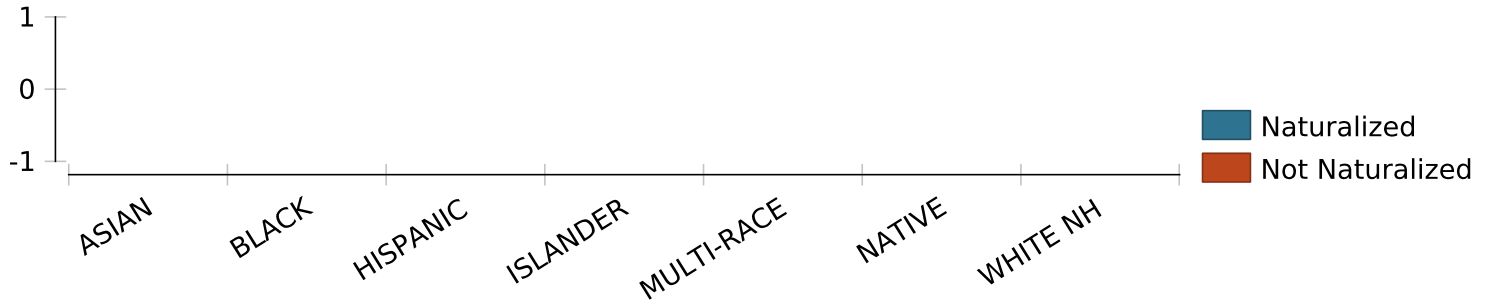 1
0
-1
Naturalized
Not Naturalized
ASIAN
BLACK
HISPANIC
ISLANDER
MULTI-RACE
NATIVE
WHITE NH